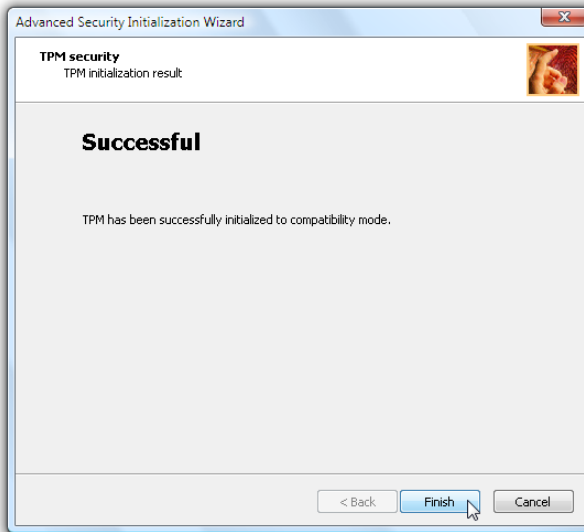 Advanced Security Initialization Wizard
TPM security
TPM initialization result
Successful
TPM has been successfully initialized to compatibility mode.
< Back
Finish
Cancel